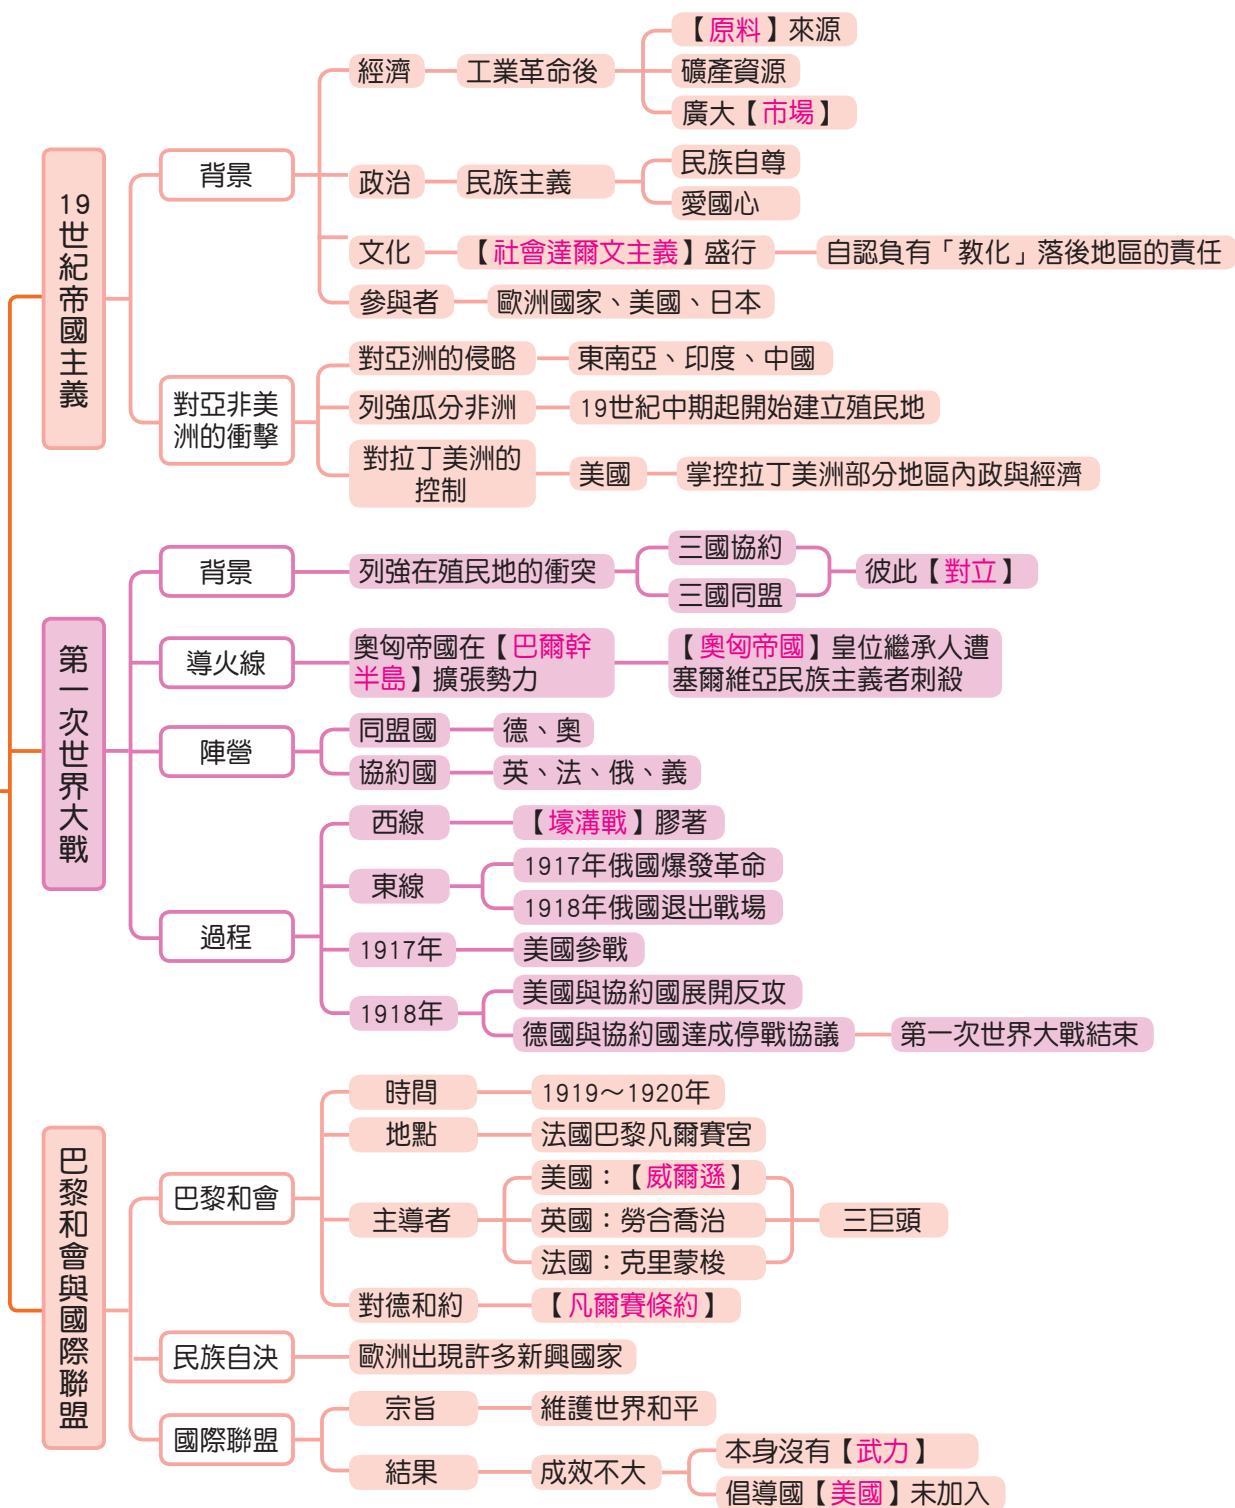 19世紀帝國主義
背景
經濟
工業革命後
【原料】來源
礦產資源
廣大【市場】
政治
民族主義
民族自尊
愛國心
文化
【社會達爾文主義】盛行
自認負有「教化」落後地區的責任
參與者
歐洲國家、美國、日本
對亞非美
洲的衝擊
對亞洲的侵略
東南亞、印度、中國
列強瓜分非洲
19世紀中期起開始建立殖民地
對拉丁美洲的
控制
美國
掌控拉丁美洲部分地區內政與經濟
第一次世界大戰
背景
列強在殖民地的衝突
三國協約
三國同盟
彼此【對立】
導火線
奧匈帝國在【巴爾幹
半島】擴張勢力
【奧匈帝國】皇位繼承人遭
塞爾維亞民族主義者刺殺
陣營
同盟國
德、奧
協約國
英、法、俄、義
過程
西線
【壕溝戰】膠著
東線
1917年俄國爆發革命
1918年俄國退出戰場
1917年
美國參戰
1918年
美國與協約國展開反攻
德國與協約國達成停戰協議
第一次世界大戰結束
巴黎和會與國際聯盟
巴黎和會
時間
1919～1920年
地點
法國巴黎凡爾賽宮
主導者
美國：【威爾遜】
英國：勞合喬治
法國：克里蒙梭
三巨頭
對德和約
【凡爾賽條約】
民族自決
歐洲出現許多新興國家
國際聯盟
宗旨
維護世界和平
結果
成效不大
本身沒有【武力】
倡導國【美國】未加入